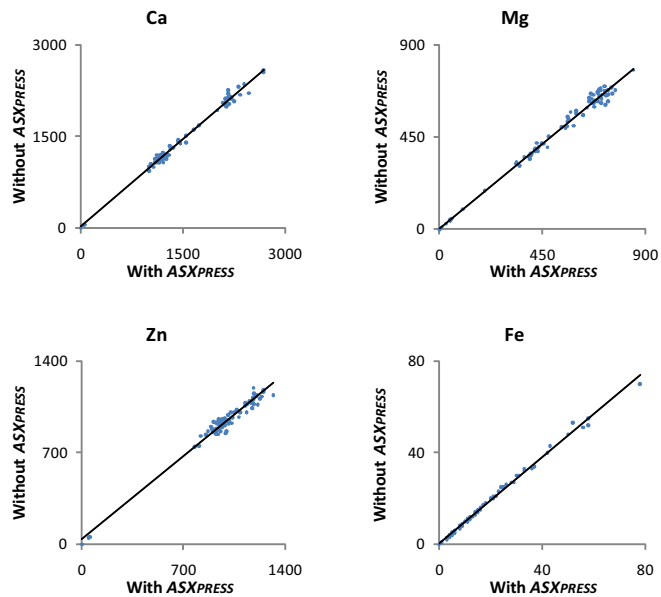 Ca
3000
1500
0
0
1500
3000
Without ASXPRESS
With ASXPRESS
Mg
900
450
0
0
450
900
Without ASXPRESS
With ASXPRESS
Zn
1400
700
0
0
700
1400
Without ASXPRESS
With ASXPRESS
Fe
80
40
0
0
40
80
Without ASXPRESS
With ASXPRESS